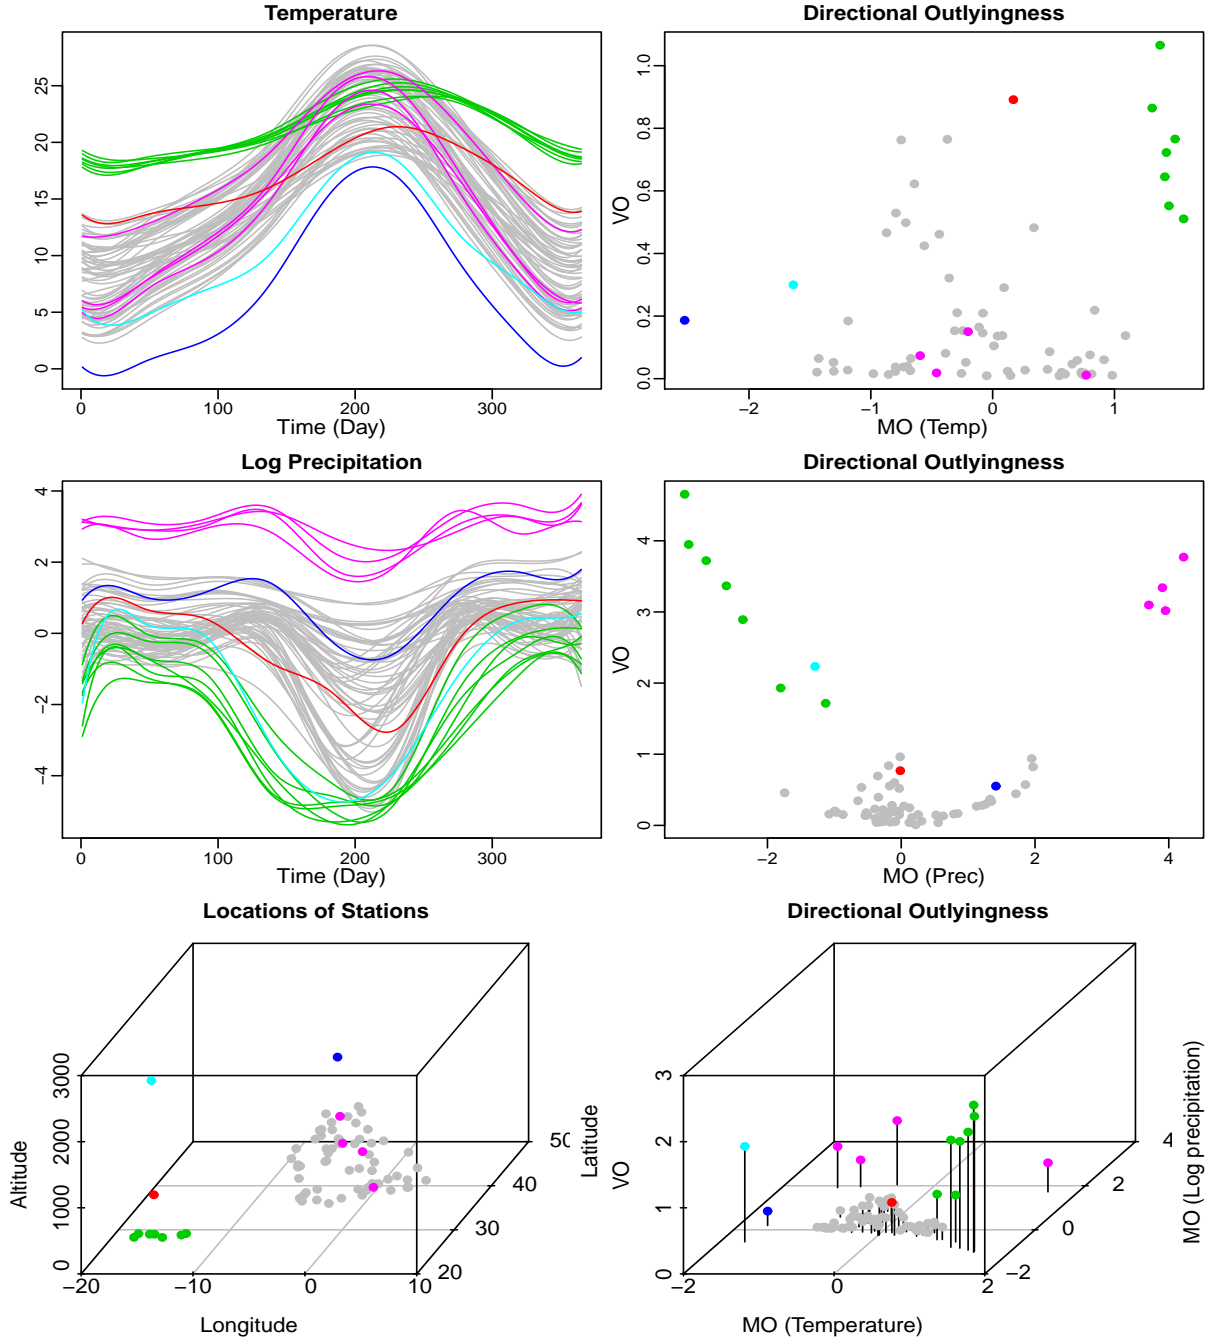 Temperature
0 5 10 15 20 25
0 100 200 300
Time (Day)
Directional Outlyingness
VO
0.0 0.2 0.4 0.6 0.8 1.0
−2 −1 0 1
MO (Temp)
Log Precipitation
−4 −2 0 2 4
0 100 200 300
Time (Day)
Directional Outlyingness
VO
0 1 2 3 4
−2 0 2 4
MO (Prec)
Locations of Stations
Altitude
0 1000 2000 3000
−20 −10 0 10
Longitude
20 30 40 50
Latitude
Directional Outlyingness
VO
0 1 2 3
−2 0 2
MO (Temperature)
−2 0 2 4
MO (Log precipitation)